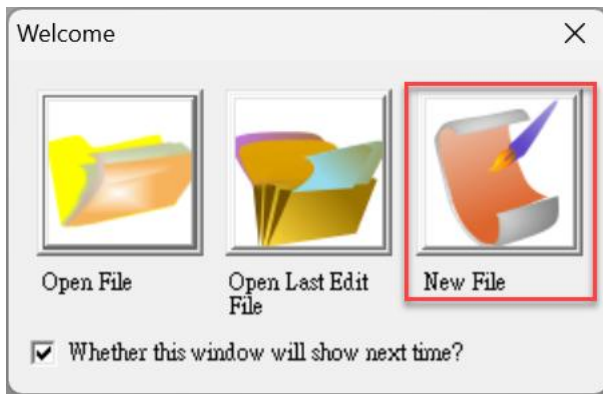 Welcome
Open File
Open Last Edit
File
New File
Whether this window will show next time?